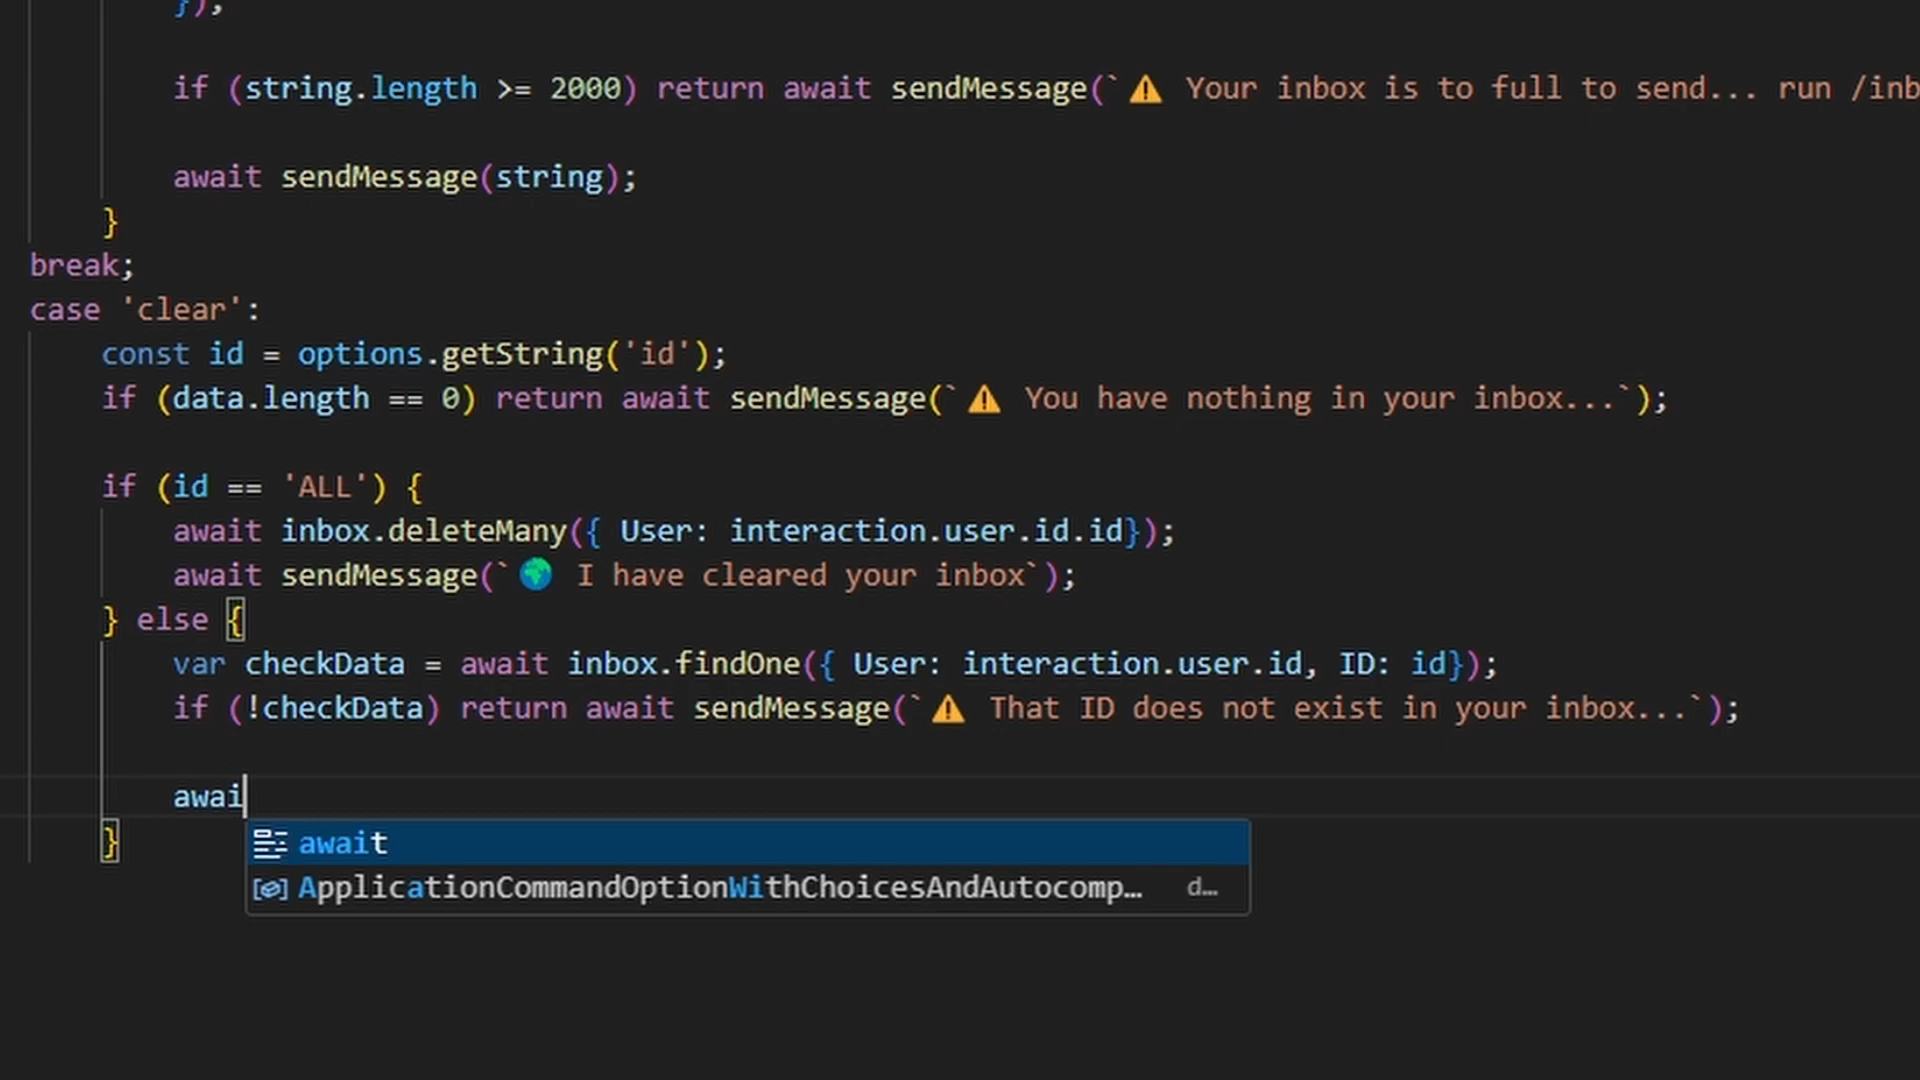 });
if (string.length >= 2000) return await sendMessage(`⚠️ Your inbox is to full to send... run /inb
await sendMessage(string);
}
break;
case 'clear':
const id = options.getString('id');
if (data.length == 0) return await sendMessage(`⚠️ You have nothing in your inbox...`);
if (id == 'ALL') {
await inbox.deleteMany({ User: interaction.user.id.id});
await sendMessage(`🌍 I have cleared your inbox`);
} else {
var checkData = await inbox.findOne({ User: interaction.user.id, ID: id});
if (!checkData) return await sendMessage(`⚠️ That ID does not exist in your inbox...`);
awai
await
ApplicationCommandOptionWithChoicesAndAutocomp… d…
}